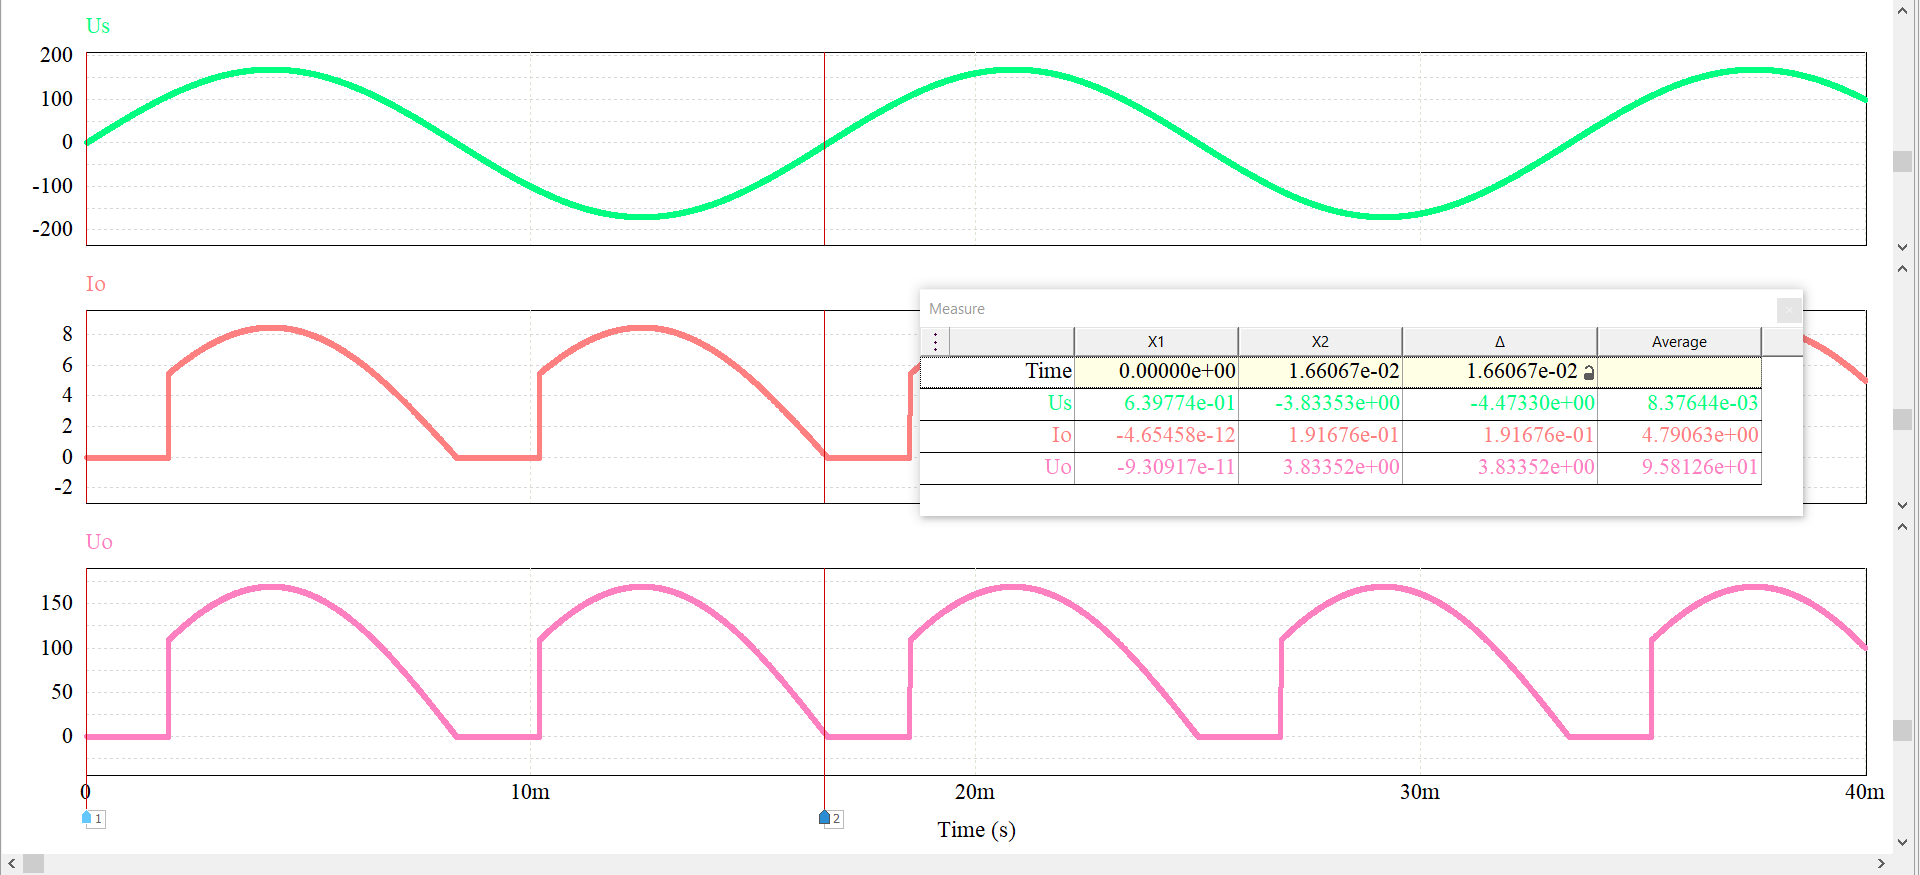 Us
200
100
0
-100
-200
Io
8
6
4
2
0
-2
Measure
X1 X2 Δ Average
Time 0.00000e+00 1.66067e-02 1.66067e-02
Us 6.39774e-01 -3.83353e+00 -4.47330e+00 8.37644e-03
Io -4.65458e-12 1.91676e-01 1.91676e-01 4.79063e+00
Uo -9.30917e-11 3.83352e+00 3.83352e+00 9.58126e+01
Uo
150
100
50
0
0 10m 20m 30m 40m
1 2
Time (s)